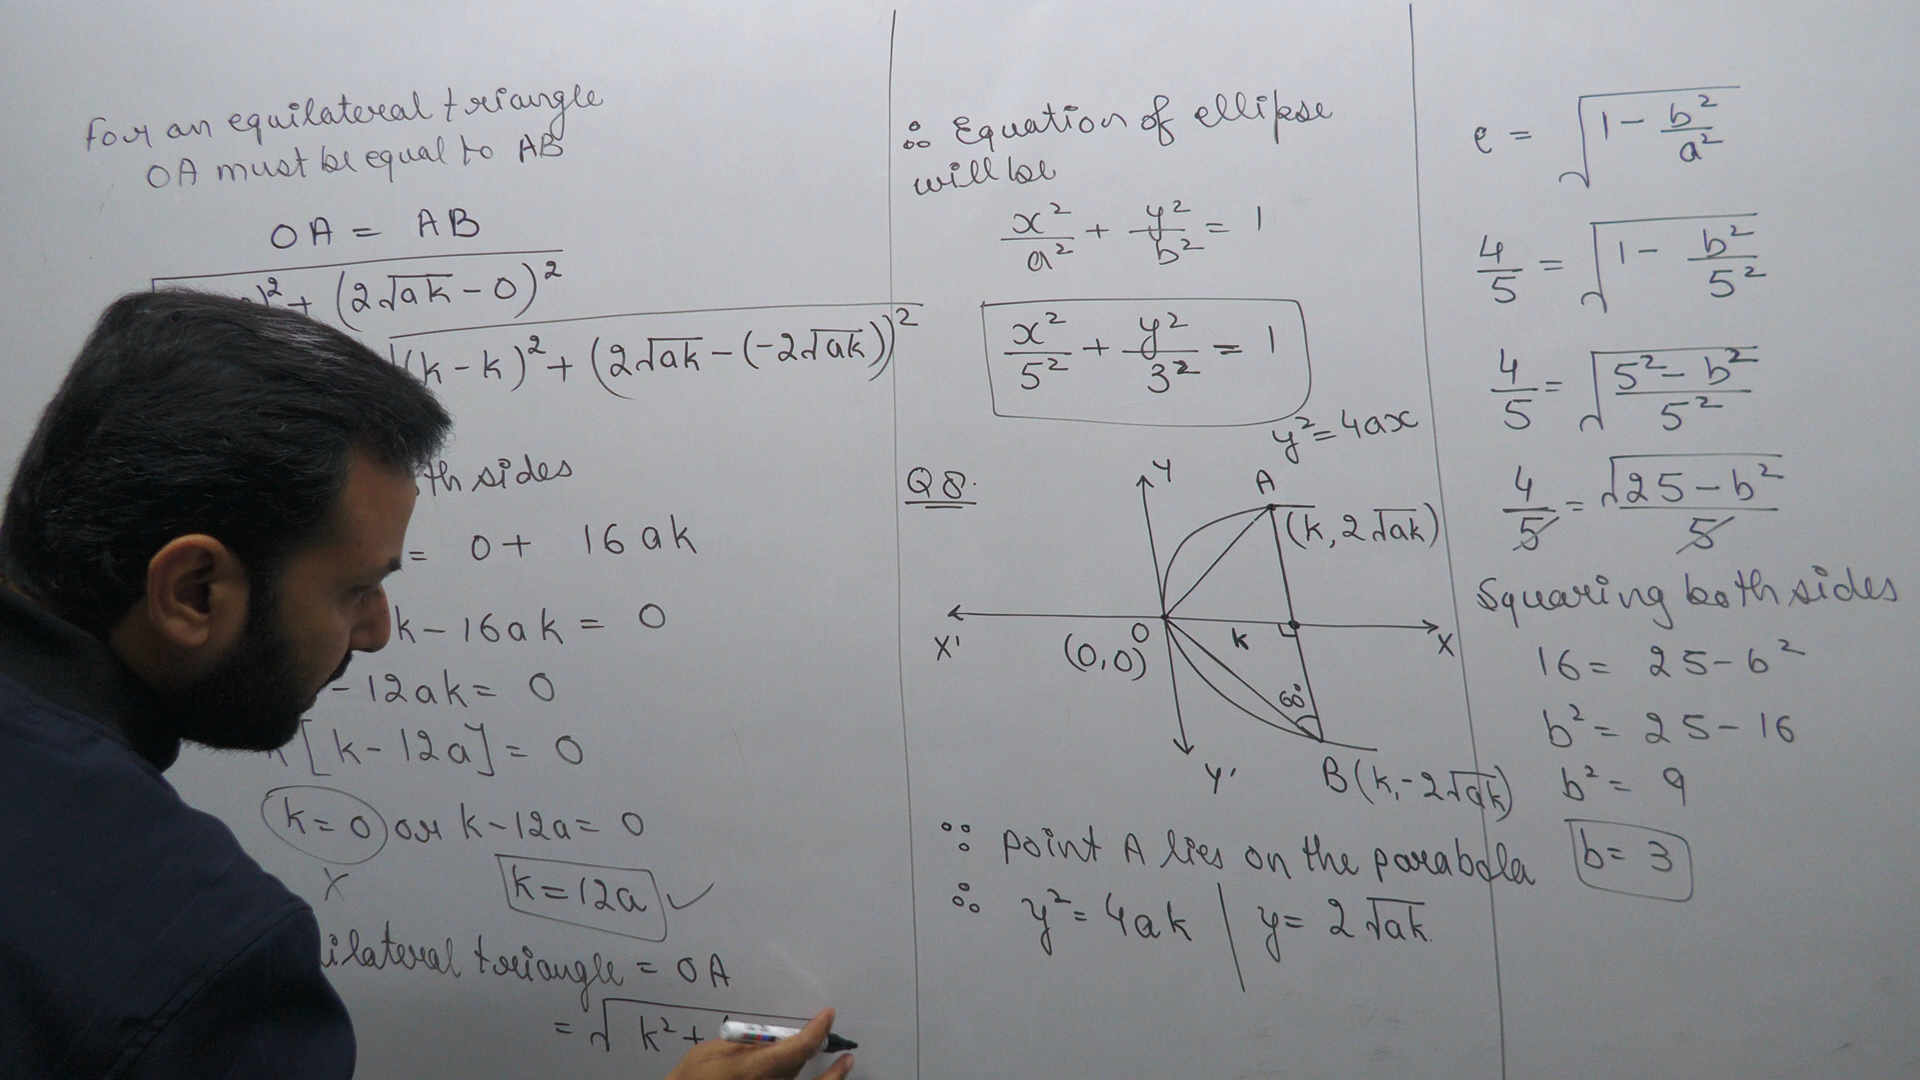 For an equilateral triangle
OA must be equal to AB
OA = AB
)² + (2√ak - 0)²
√(k - k)² + (2√ak - (-2√ak))²
th sides
= 0 + 16ak
k - 16ak = 0
- 12ak = 0
[k - 12a] = 0
k = 0 or k - 12a = 0
X
k = 12a ✓
ilateral triangle = OA
= √k² +
∴ Equation of ellipse
will be
x²/a² + y²/b² = 1
x²/5² + y²/3² = 1
y² = 4ax
Q8.
Y
A
(k, 2√ak)
X'
O
(0,0)
k
X
60°
Y'
B(k, -2√ak)
∵ point A lies on the parabola
∴ y² = 4ak | y = 2√ak.
e = √1 - b²/a²
4/5 = √1 - b²/5²
4/5 = √5² - b²/5²
4/5 = √25 - b²/5
Squaring both sides
16 = 25 - b²
b² = 25 - 16
b² = 9
b = 3